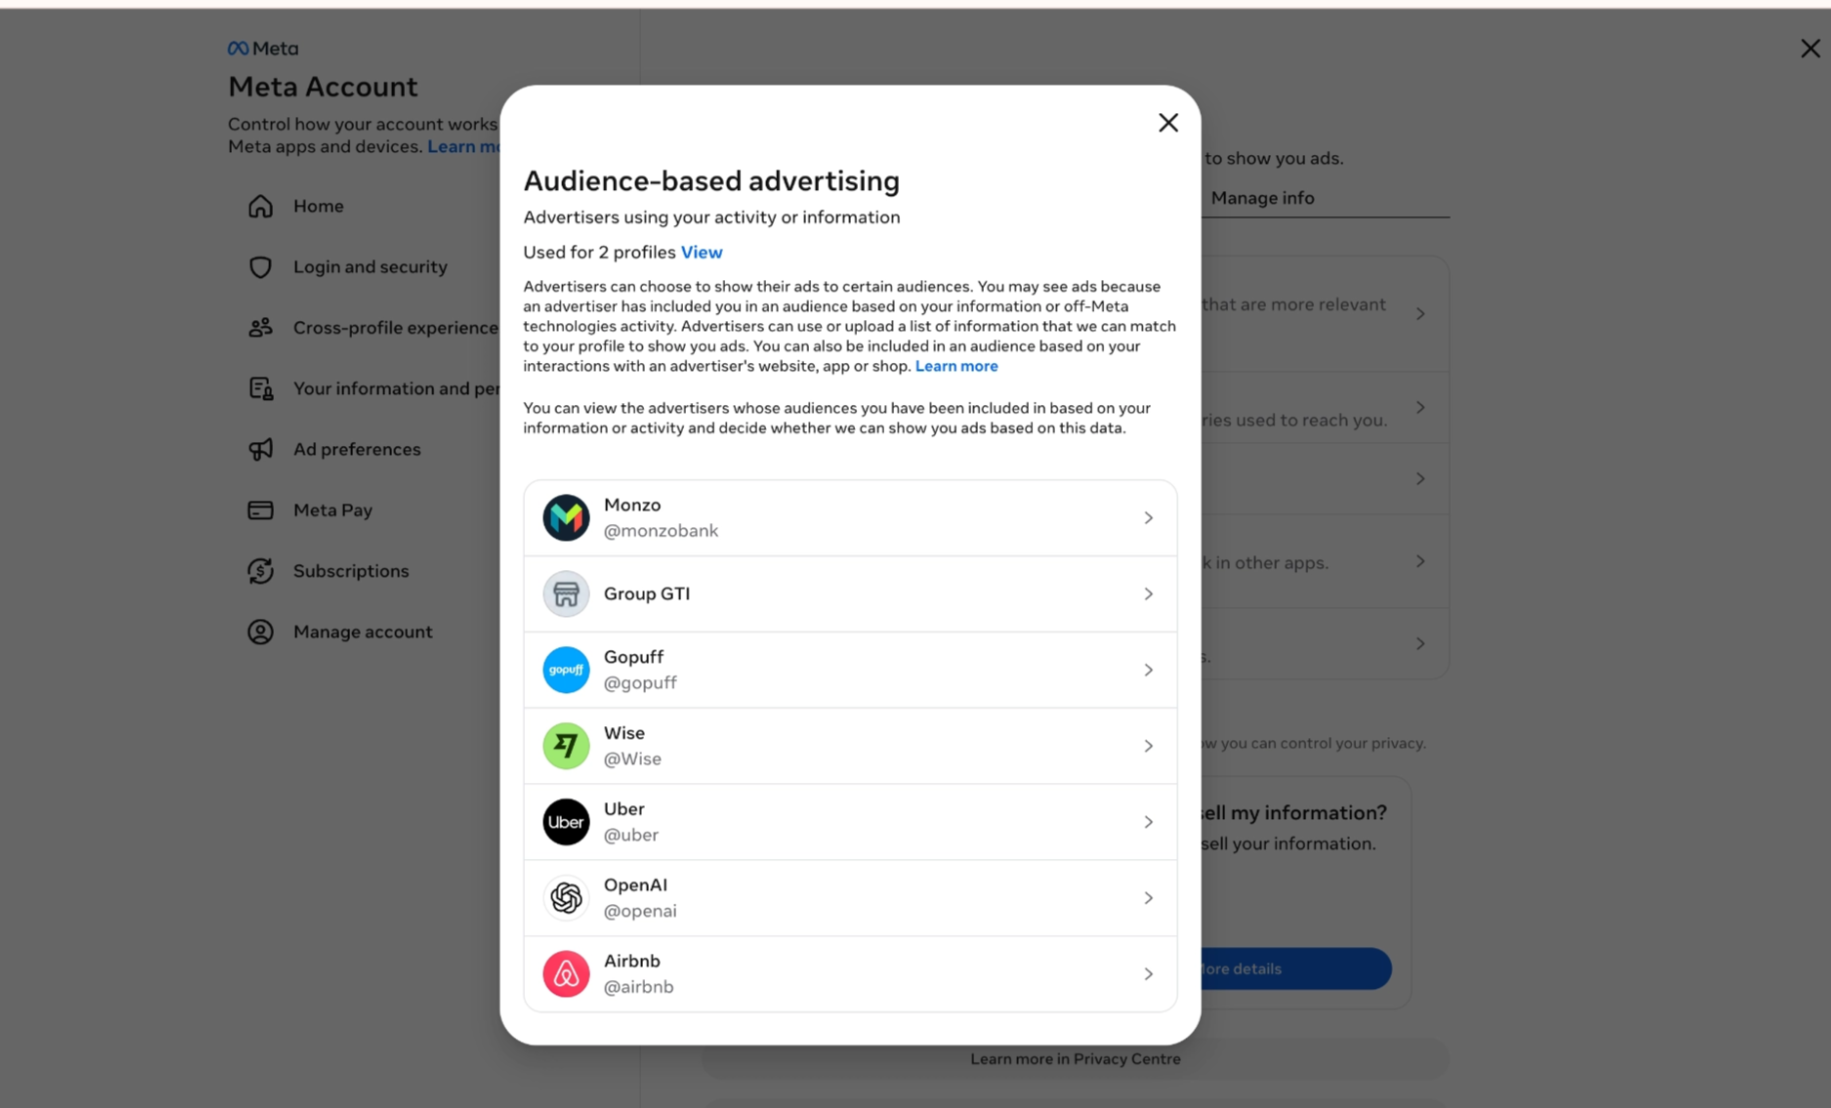 Meta
Meta Account
Control how your account works
Meta apps and devices. Learn
Home
Login and security
Cross-profile experience
Your information and
Ad preferences
Meta Pay
Subscriptions
Manage account
Audience-based advertising
Advertisers using your activity or information
Used for 2 profiles View
Advertisers can choose to show their ads to certain audiences. You may see ads because
an advertiser has included you in an audience based on your information or off-Meta
technologies activity. Advertisers can use or upload a list of information that we can match
to your profile to show you ads. You can also be included in an audience based on your
interactions with an advertiser's website, app or shop. Learn more
You can view the advertisers whose audiences you have been included in based on your
information or activity and decide whether we can show you ads based on this data.
Monzo
@monzobank
Group GTI
gopuff
Gopuff
@gopuff
Wise
@Wise
Uber
Uber
@uber
OpenAI
@openai
Airbnb
@airbnb
to show you ads.
Manage info
that are more relevant
used to reach you.
in other apps.
you can control your privacy.
my information?
sell your information.
details
Learn more in Privacy Centre